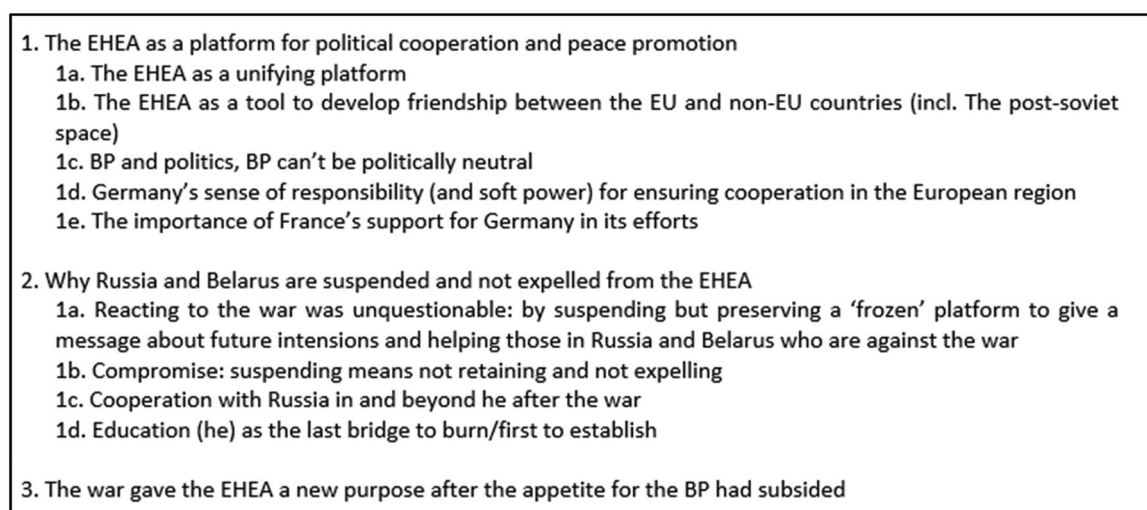 1. The EHEA as a platform for political cooperation and peace promotion
1a. The EHEA as a unifying platform
1b. The EHEA as a tool to develop friendship between the EU and non-EU countries (incl. The post-soviet
space)
1c. BP and politics, BP can't be politically neutral
1d. Germany's sense of responsibility (and soft power) for ensuring cooperation in the European region
1e. The importance of France's support for Germany in its efforts
2. Why Russia and Belarus are suspended and not expelled from the EHEA
1a. Reacting to the war was unquestionable: by suspending but preserving a 'frozen' platform to give a
message about future intensions and helping those in Russia and Belarus who are against the war
1b. Compromise: suspending means not retaining and not expelling
1c. Cooperation with Russia in and beyond he after the war
1d. Education (he) as the last bridge to burn/first to establish
3. The war gave the EHEA a new purpose after the appetite for the BP had subsided